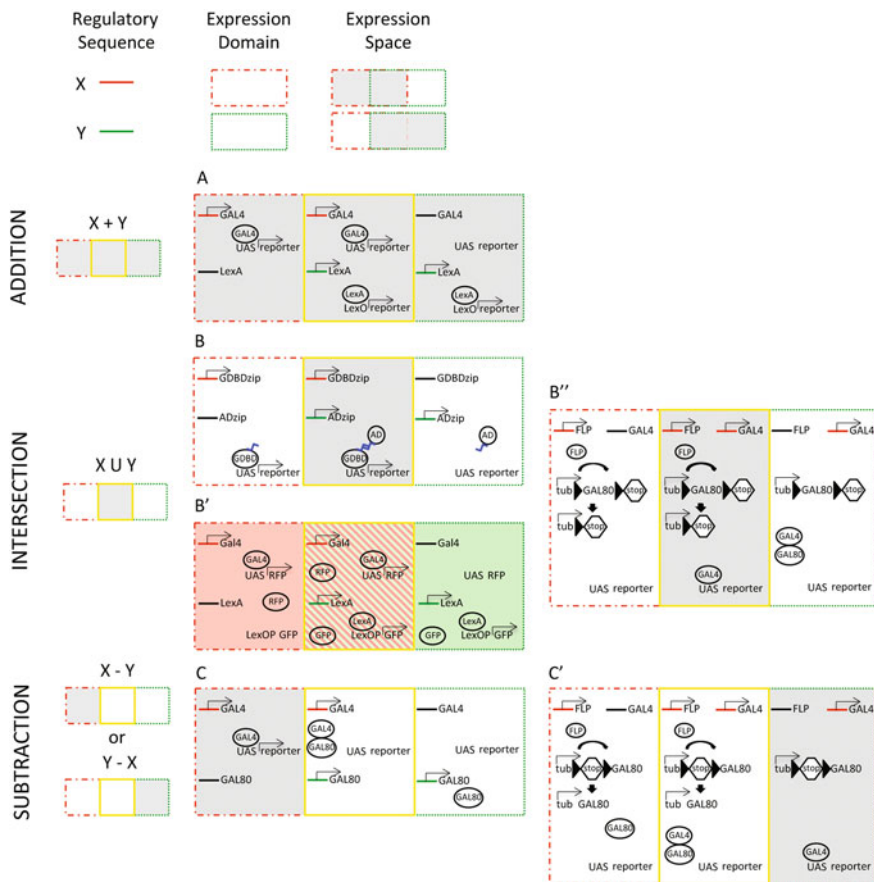 Regulatory Sequence
Expression Domain
Expression Space
X
Y
ADDITION
X + Y
A
GAL4
GAL4
UAS reporter
LexA
GAL4
GAL4
UAS reporter
LexA
LexA
LexO reporter
GAL4
UAS reporter
LexA
LexA
LexO reporter
INTERSECTION
X U Y
B
GDBDzip
ADzip
GDBD
UAS reporter
GDBDzip
ADzip
AD
GDBD
UAS reporter
GDBDzip
ADzip
AD
UAS reporter
B'
Gal4
GAL4
UAS RFP
LexA
RFP
LexOP GFP
Gal4
GAL4
RFP
UAS RFP
LexA
LexA
GFP
LexOP GFP
Gal4
UAS RFP
LexA
LexA
GFP
LexOP GFP
B''
FLP
GAL4
FLP
tub GAL80 stop
tub stop
UAS reporter
FLP
GAL4
FLP
tub GAL80 stop
tub stop
GAL4
UAS reporter
FLP
GAL4
tub GAL80 stop
GAL4
GAL80
UAS reporter
SUBTRACTION
X - Y
or
Y - X
C
GAL4
GAL4
UAS reporter
GAL80
GAL4
GAL4
GAL80
UAS reporter
GAL80
GAL4
UAS reporter
GAL80
GAL80
C'
FLP
GAL4
FLP
tub stop GAL80
tub GAL80
GAL80
UAS reporter
FLP
GAL4
FLP
tub stop GAL80
tub GAL80
GAL4
GAL80
UAS reporter
FLP
GAL4
tub stop GAL80
GAL4
UAS reporter